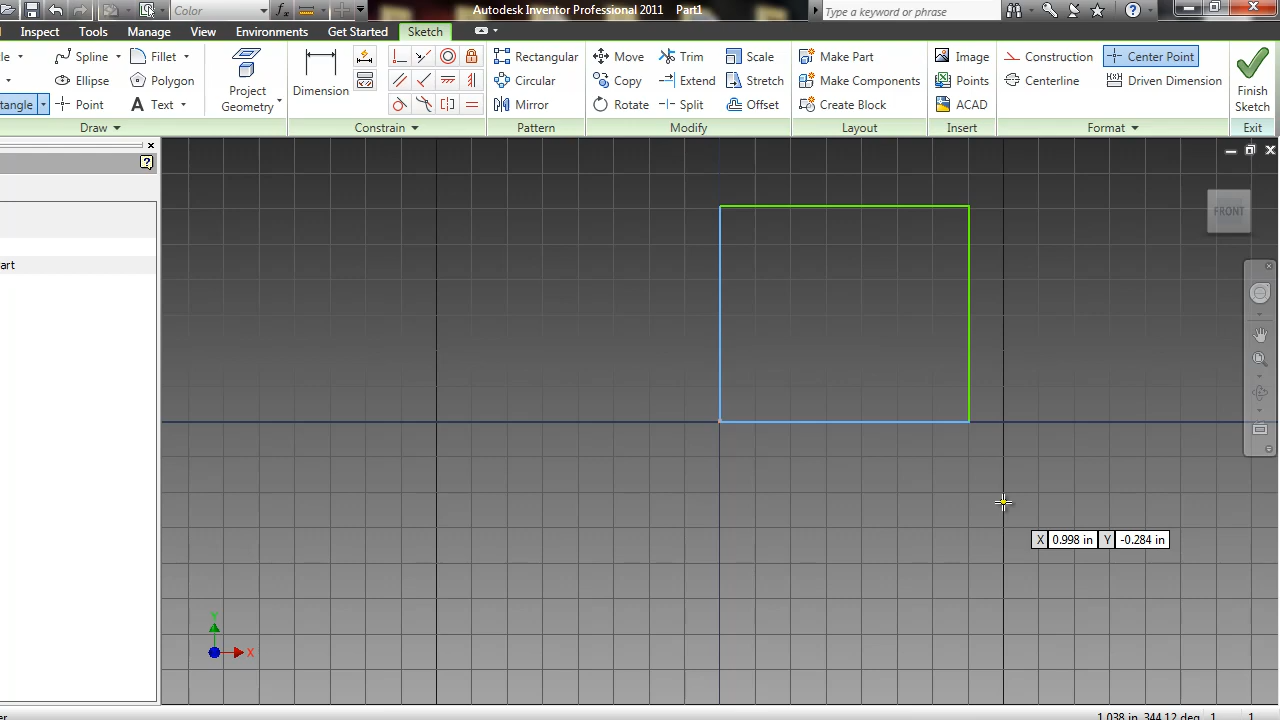 Color
Autodesk Inventor Professional 2011 Part1
Type a keyword or phrase
Inspect Tools Manage View Environments Get Started Sketch
Spline Fillet Rectangular Move Trim Scale Make Part Image Construction Center Point
Ellipse Polygon Project Geometry Dimension Circular Copy Extend Stretch Make Components Points Centerline Driven Dimension Finish Sketch
tangle Point Text Mirror Rotate Split Offset Create Block ACAD
Draw Constrain Pattern Modify Layout Insert Format Exit
FRONT
art
X 0.998 in Y -0.284 in
Y
X
1.038 in, 344.12 deg 1 1